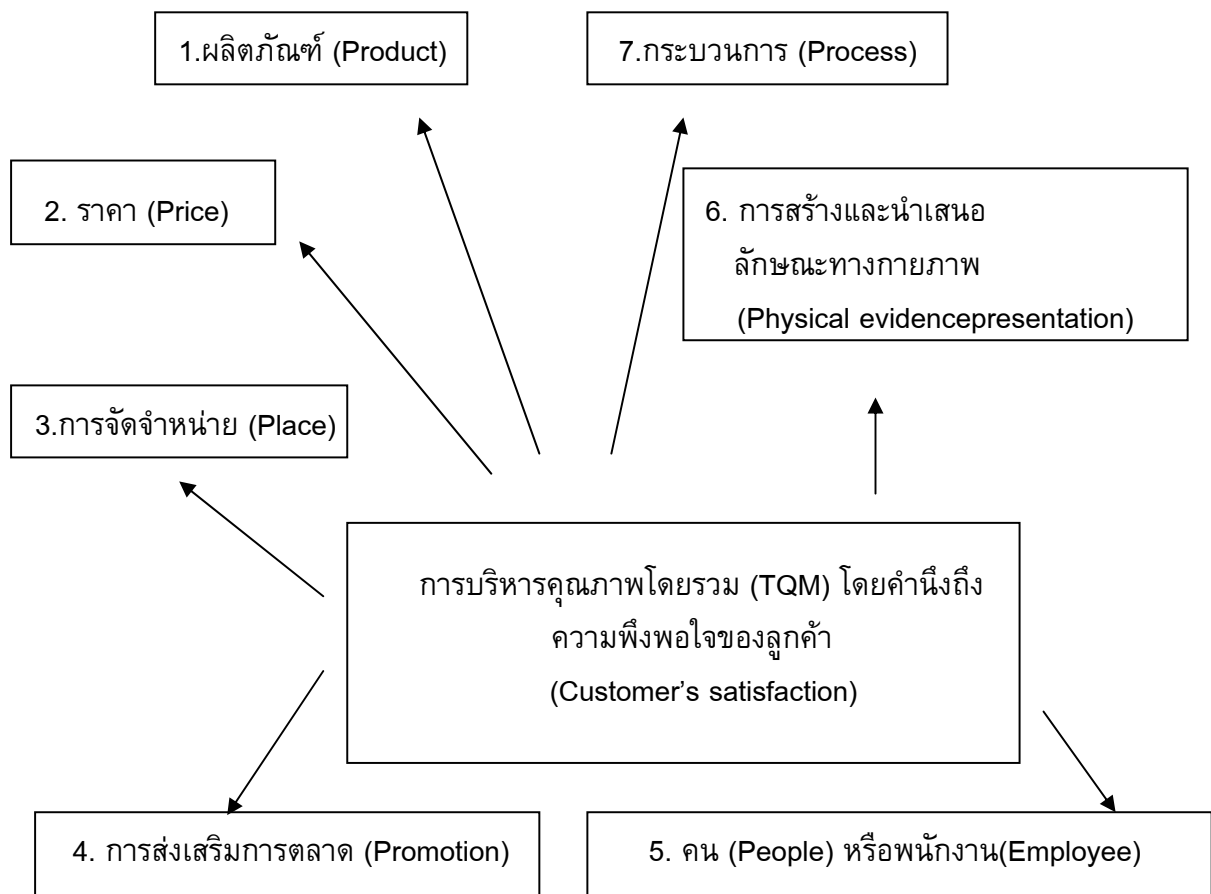 1.ผลิตภัณฑ์ (Product)
7.กระบวนการ (Process)
2. ราคา (Price)
6. การสร้างและนำเสนอ
ลักษณะทางกายภาพ
(Physical evidencepresentation)
3.การจัดจำหน่าย (Place)
การบริหารคุณภาพโดยรวม (TQM) โดยคำนึงถึง
ความพึงพอใจของลูกค้า
(Customer’s satisfaction)
4. การส่งเสริมการตลาด (Promotion)
5. คน (People) หรือพนักงาน(Employee)